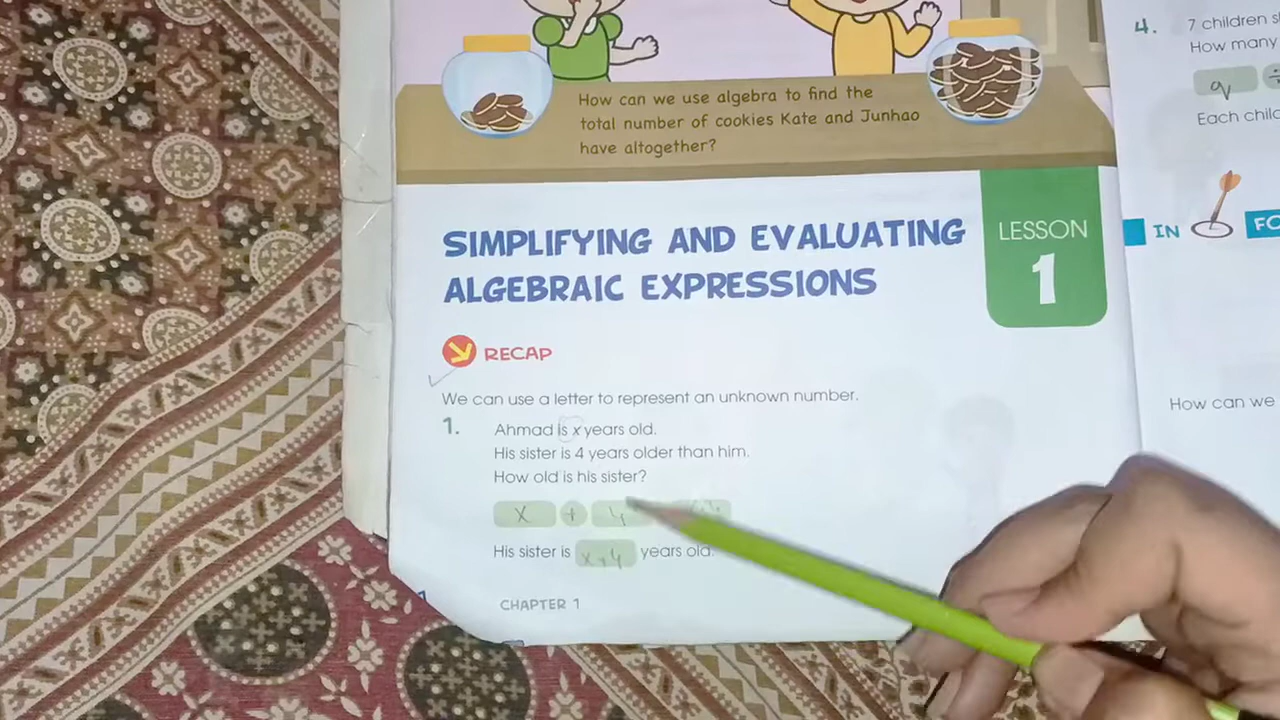 How can we use algebra to find the
total number of cookies Kate and Junhao
have altogether?
SIMPLIFYING AND EVALUATING
ALGEBRAIC EXPRESSIONS
LESSON
1
RECAP
We can use a letter to represent an unknown number.
1. Ahmad is x years old.
His sister is 4 years older than him.
How old is his sister?
x + 4
His sister is x+4 years old.
CHAPTER 1
4. 7 children
How many
9
Each
IN
How can we